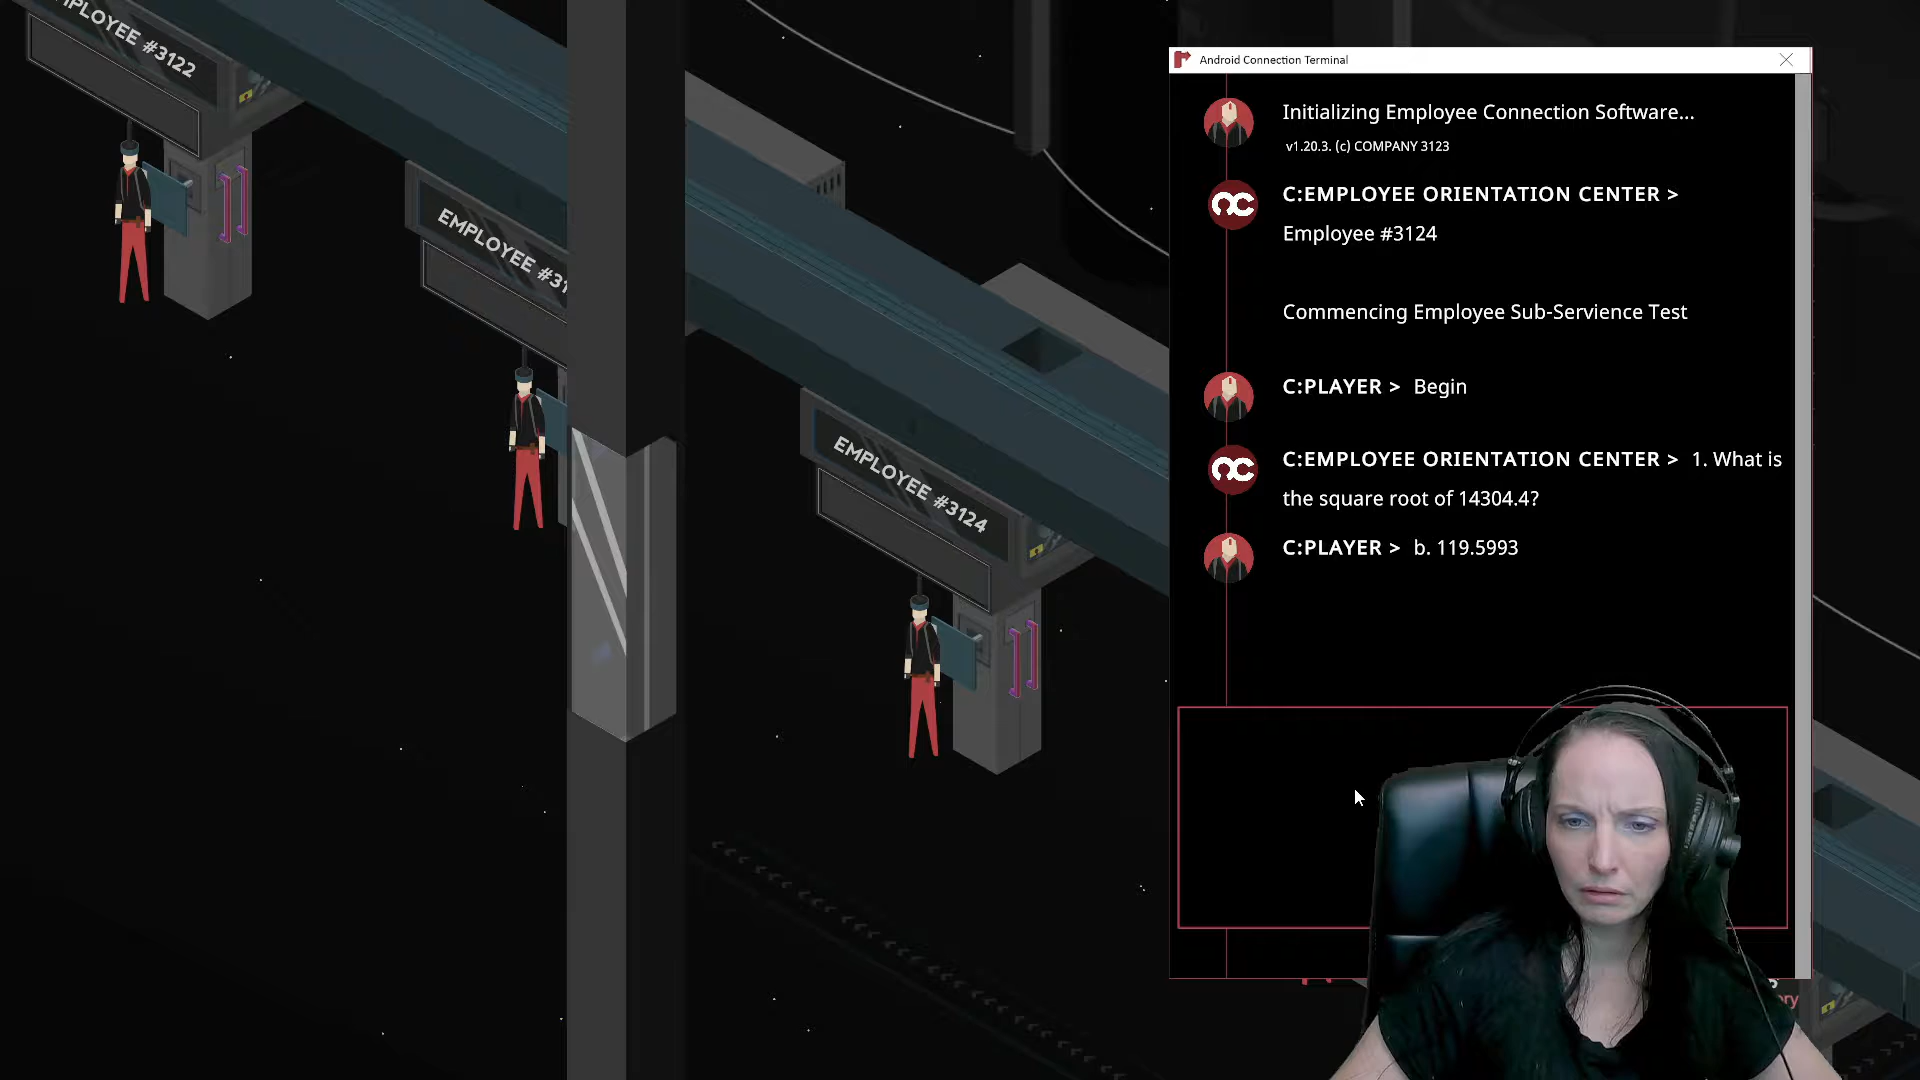 EMPLOYEE #3122
EMPLOYEE
EMPLOYEE #3124
Android Connection Terminal
Initializing Employee Connection Software...
v1.20.3. (c) COMPANY 3123
C:EMPLOYEE ORIENTATION CENTER >
Employee #3124
Commencing Employee Sub-Servience Test
C:PLAYER > Begin
C:EMPLOYEE ORIENTATION CENTER > 1. What is
the square root of 14304.4?
C:PLAYER > b. 119.5993